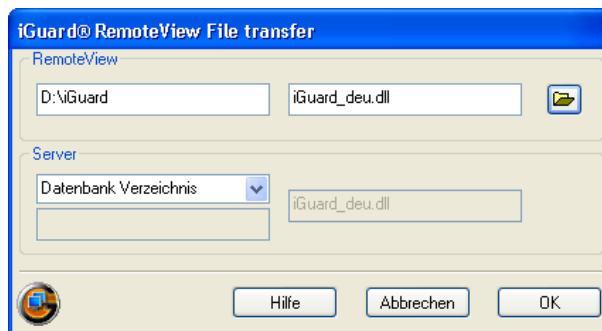 iGuard® RemoteView File transfer
RemoteView
D:\iGuard
iGuard_deu.dll
Server
Datenbank Verzeichnis
iGuard_deu.dll
Hilfe
Abbrechen
OK